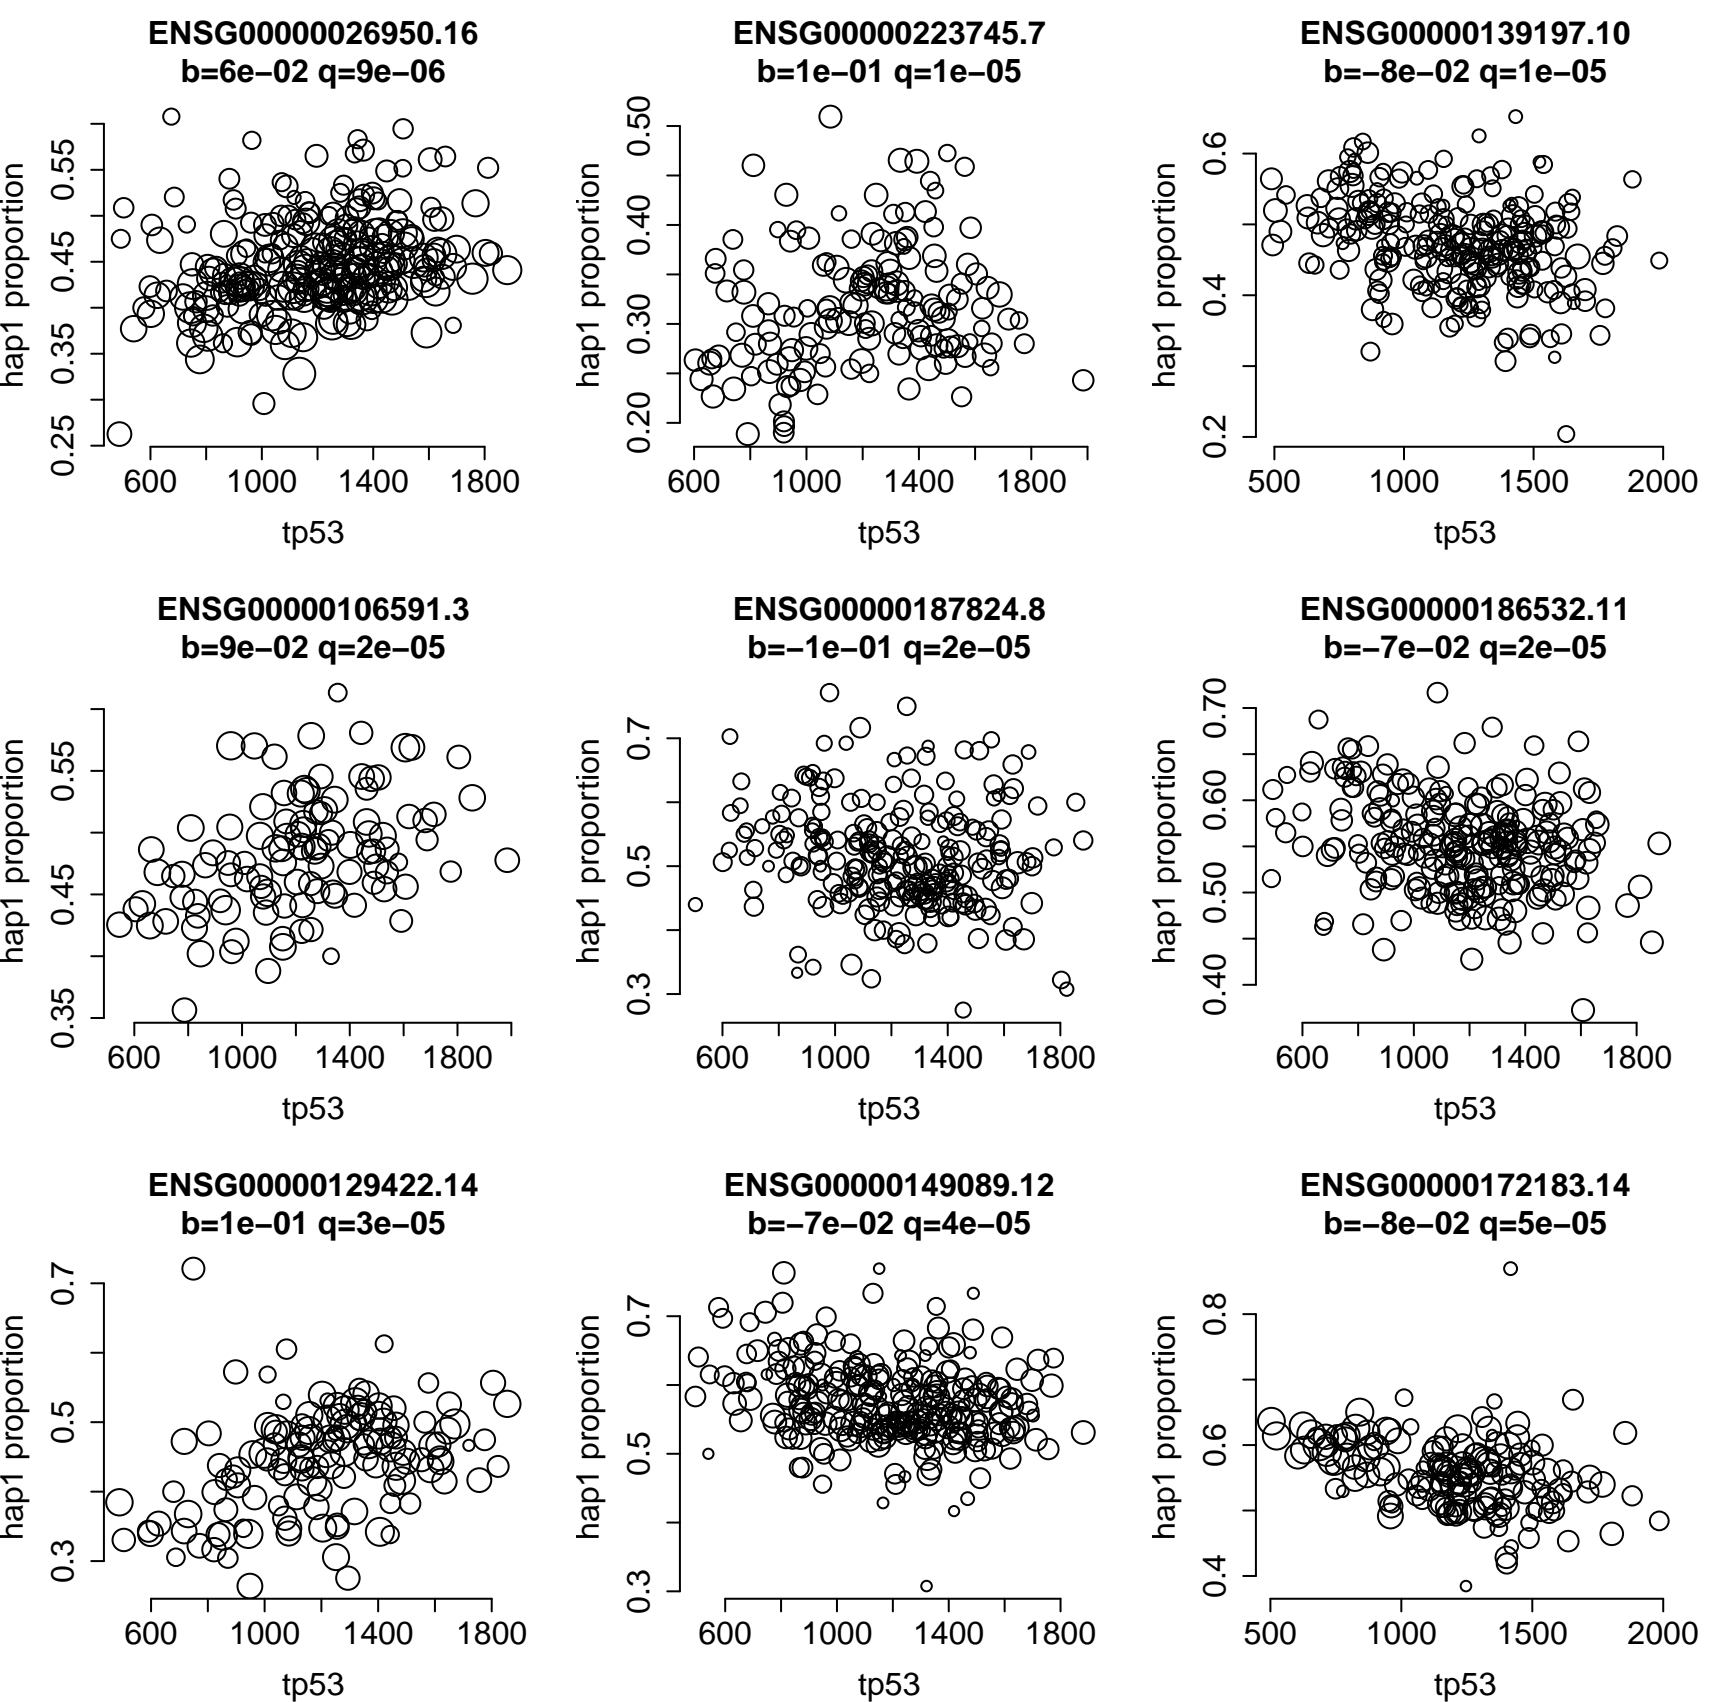 ENSG00000026950.16
b=6e−02 q=9e−06
hap1 proportion
0.25 0.35 0.45 0.55
600 1000 1400 1800
tp53
ENSG00000223745.7
b=1e−01 q=1e−05
hap1 proportion
0.20 0.30 0.40 0.50
600 1000 1400 1800
tp53
ENSG00000139197.10
b=−8e−02 q=1e−05
hap1 proportion
0.2 0.4 0.6
500 1000 1500 2000
tp53
ENSG00000106591.3
b=9e−02 q=2e−05
hap1 proportion
0.35 0.45 0.55
600 1000 1400 1800
tp53
ENSG00000187824.8
b=−1e−01 q=2e−05
hap1 proportion
0.3 0.5 0.7
600 1000 1400 1800
tp53
ENSG00000186532.11
b=−7e−02 q=2e−05
hap1 proportion
0.40 0.50 0.60 0.70
600 1000 1400 1800
tp53
ENSG00000129422.14
b=1e−01 q=3e−05
hap1 proportion
0.3 0.5 0.7
600 1000 1400 1800
tp53
ENSG00000149089.12
b=−7e−02 q=4e−05
hap1 proportion
0.3 0.5 0.7
600 1000 1400 1800
tp53
ENSG00000172183.14
b=−8e−02 q=5e−05
hap1 proportion
0.4 0.6 0.8
500 1000 1500 2000
tp53